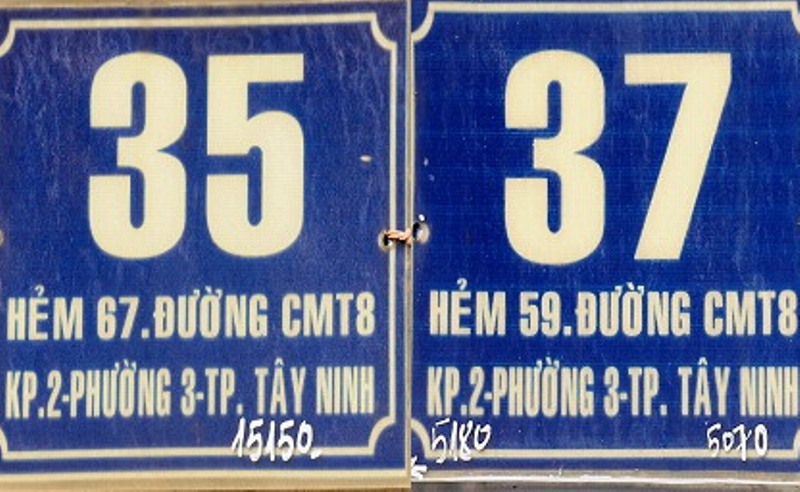 35
HẺM 67.ĐƯỜNG CMT8
KP.2-PHƯỜNG 3-TP. TÂY NINH
15150
37
HẺM 59.ĐƯỜNG CMT8
KP.2-PHƯỜNG 3-TP. TÂY NINH
5180 5070